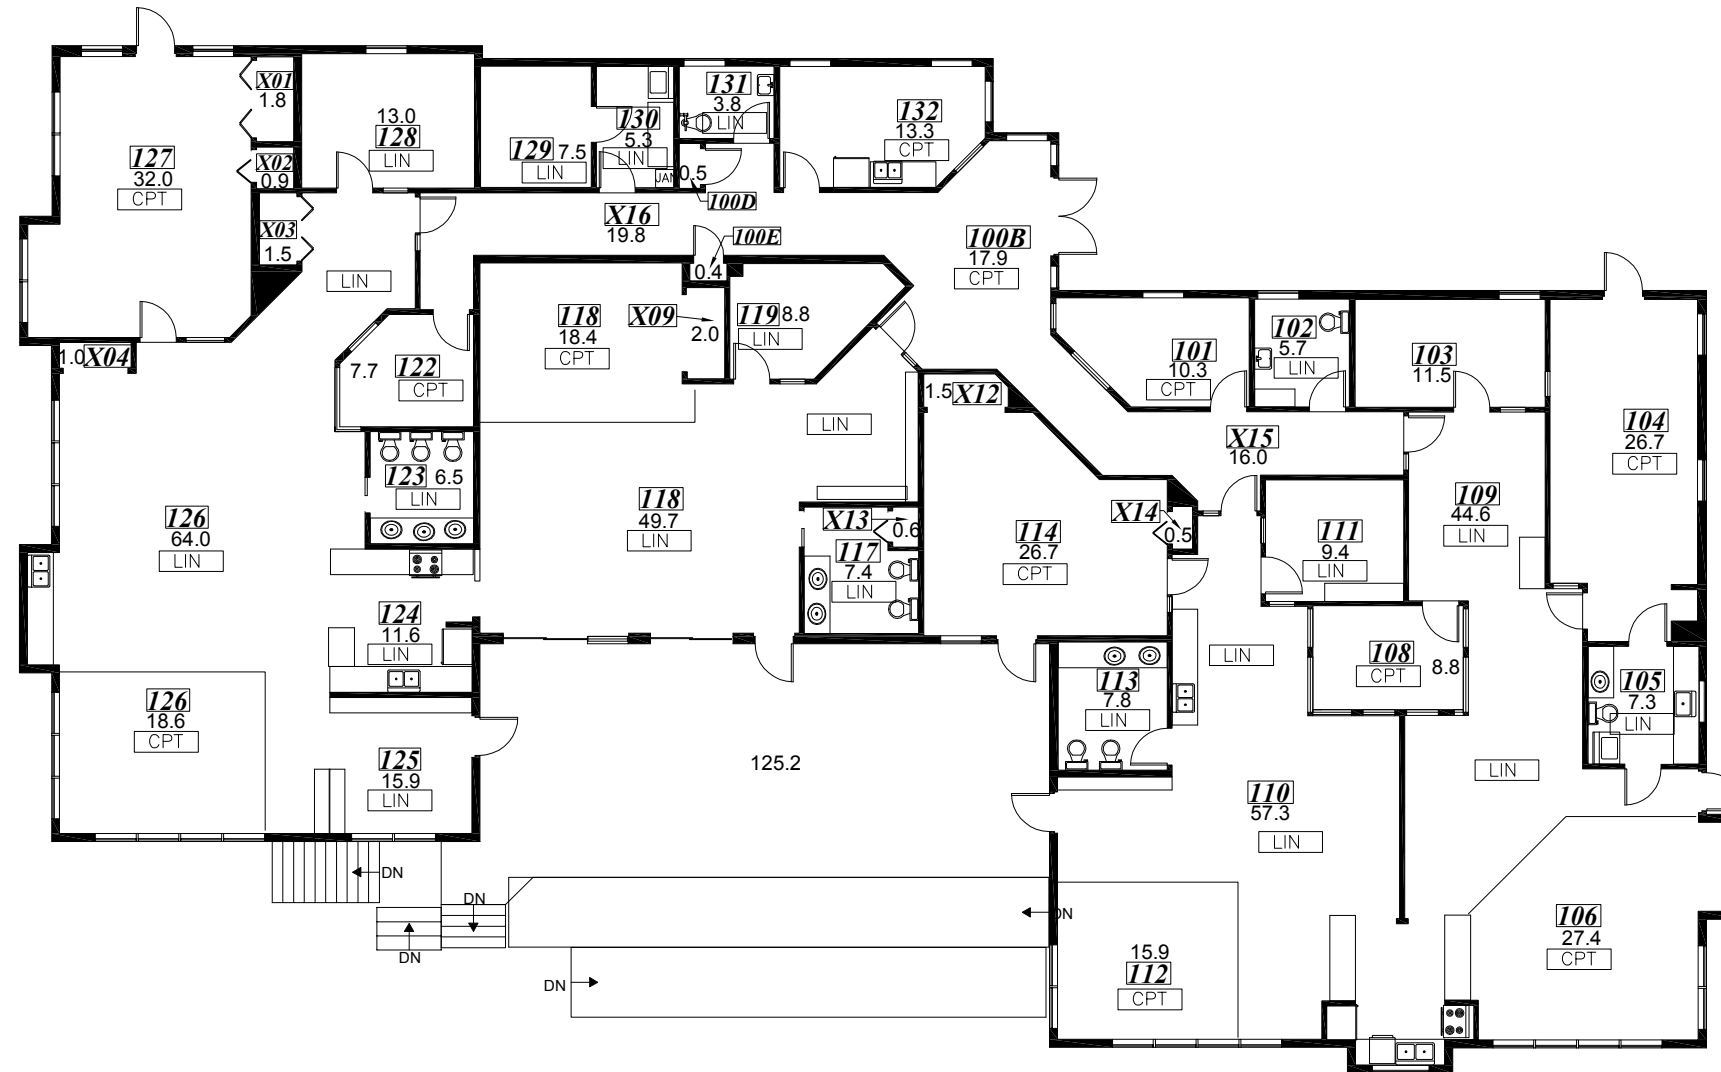 X01
1.8
127
32.0
CPT
X02
0.9
X03
1.5
13.0
128
LIN
129 7.5
LIN
130
5.3
LIN
JAN
131
3.8
LIN
0.5
100D
132
13.3
CPT
X16
19.8
100E
0.4
100B
17.9
CPT
LIN
1.0 X04
7.7
122
CPT
118
18.4
CPT
X09
2.0
119 8.8
LIN
LIN
1.5 X12
101
10.3
CPT
102
5.7
LIN
103
11.5
104
26.7
CPT
X15
16.0
123 6.5
LIN
126
64.0
LIN
118
49.7
LIN
X13
0.6
117
7.4
LIN
114
26.7
CPT
X14
0.5
111
9.4
LIN
109
44.6
LIN
124
11.6
LIN
126
18.6
CPT
125
15.9
LIN
125.2
LIN
108
CPT
8.8
113
7.8
LIN
105
7.3
LIN
LIN
110
57.3
LIN
DN
DN
DN
DN
DN
15.9
112
CPT
106
27.4
CPT